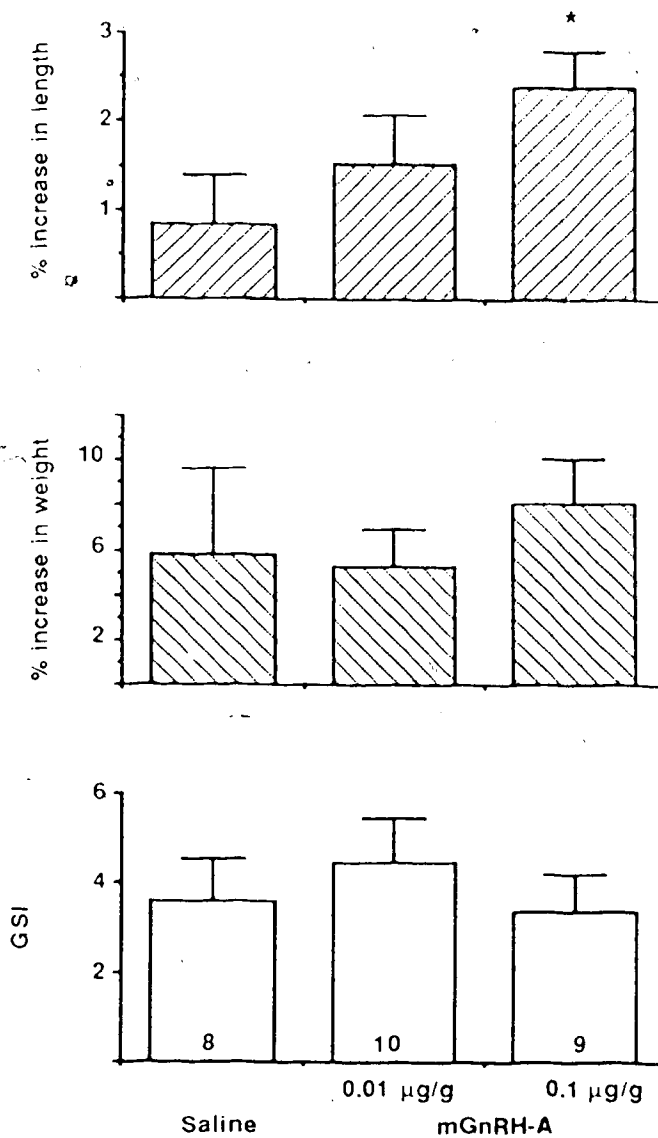 *
3
2
1
% increase in length
10
6
2
% increase in weight
6
4
2
GSI
8 10 9
0.01 µg/g 0.1 µg/g
Saline mGnRH-A